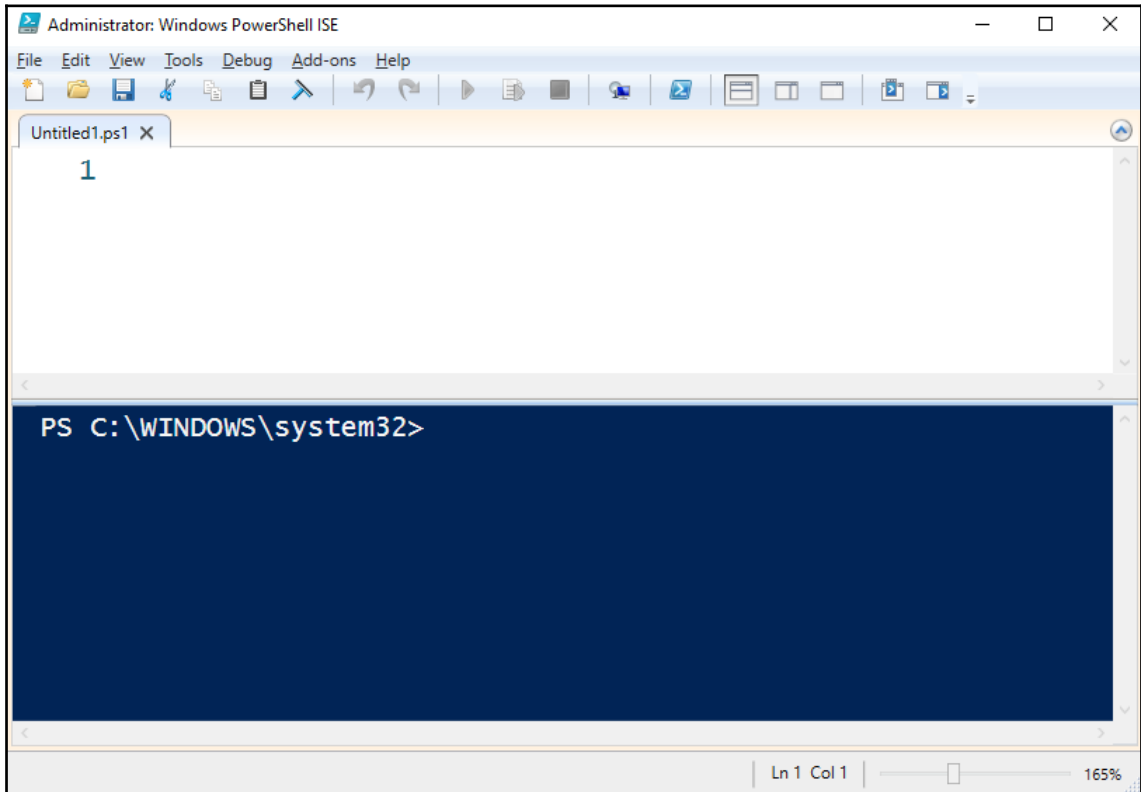 Administrator: Windows PowerShell ISE
File Edit View Tools Debug Add-ons Help
Untitled1.ps1
1
PS C:\WINDOWS\system32>
Ln 1 Col 1 165%